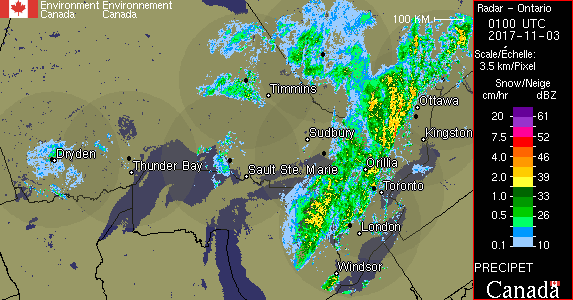 Environment Environnement
Canada Canada
100 KM
Radar - Ontario
0100 UTC
2017-11-03
Scale/Échelle:
3.5 km/Pixel
Snow/Neige
cm/hr dBZ
20 61
7.5 52
4.0 46
2.0 39
1.0 33
0.5 26
0.1 10
PRECIPET
Canada
Timmins
Ottawa
Sudbury
Kingston
Dryden
Thunder Bay
Sault Ste. Marie
Orillia
Toronto
London
Windsor